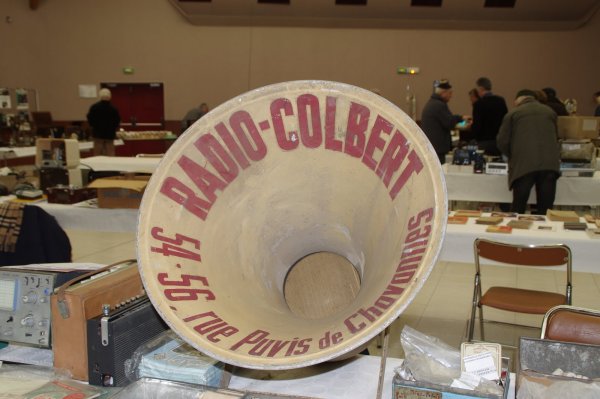 RADIO-COLBERT
54-56, rue Puvis de Chavannes